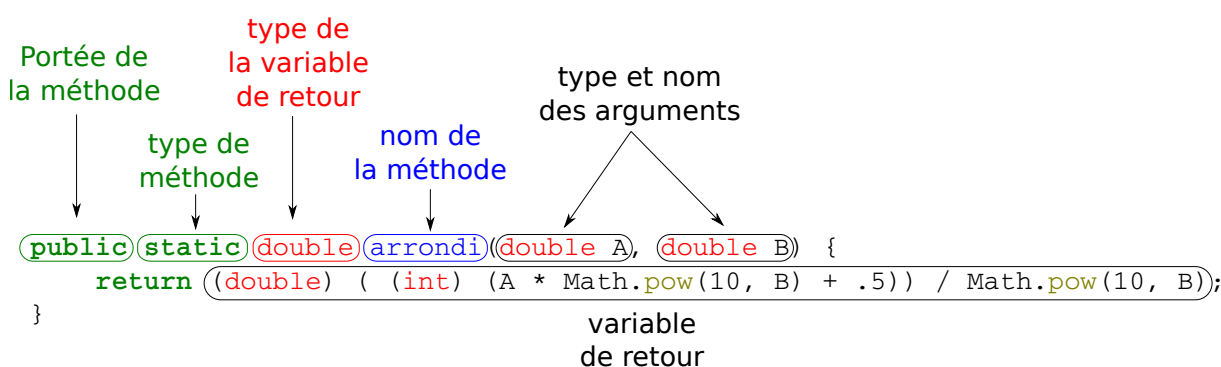 Portée de
la méthode
type de
la variable
de retour
type de
méthode
nom de
la méthode
type et nom
des arguments
public static double arrondi(double A, double B) {
return (double) ( (int) (A * Math.pow(10, B) + .5)) / Math.pow(10, B);
}
variable
de retour